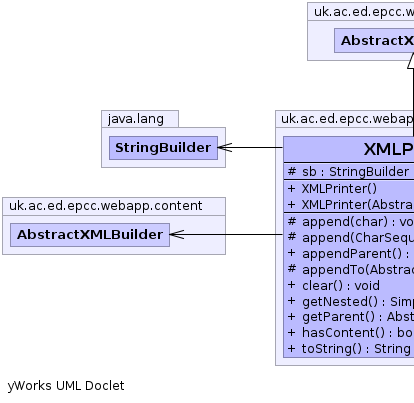 uk.ac.ed.epcc.w
AbstractX
java.lang
StringBuilder
uk.ac.ed.epcc.webapp
XMLP
# sb : StringBuilder
+ XMLPrinter()
+ XMLPrinter(Abstra
# append(char) : vo
# append(CharSequ
+ appendParent() :
# appendTo(Abstrac
+ clear() : void
+ getNested() : Simp
+ getParent() : Abst
+ hasContent() : bo
+ toString() : String
uk.ac.ed.epcc.webapp.content
AbstractXMLBuilder
yWorks UML Doclet